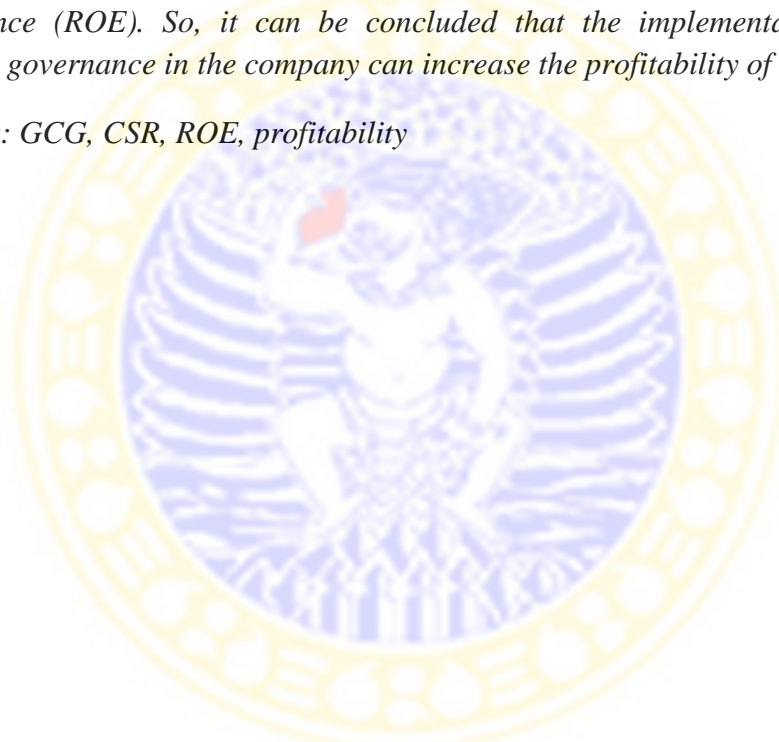 nce (ROE). So, it can be concluded that the implementa
governance in the company can increase the profitability of
: GCG, CSR, ROE, profitability